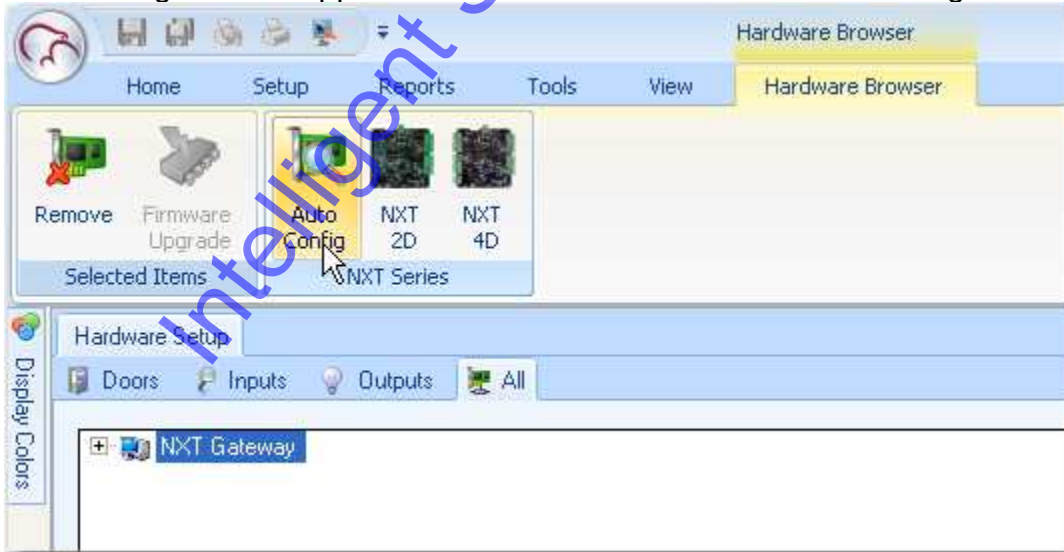 Hardware Browser
Home Setup Reports Tools View Hardware Browser
Remove Firmware Upgrade Auto Config NXT 2D NXT 4D
Selected Items NXT Series
Hardware Setup
Doors Inputs Outputs All
Display Colors
NXT Gateway
Intelligent